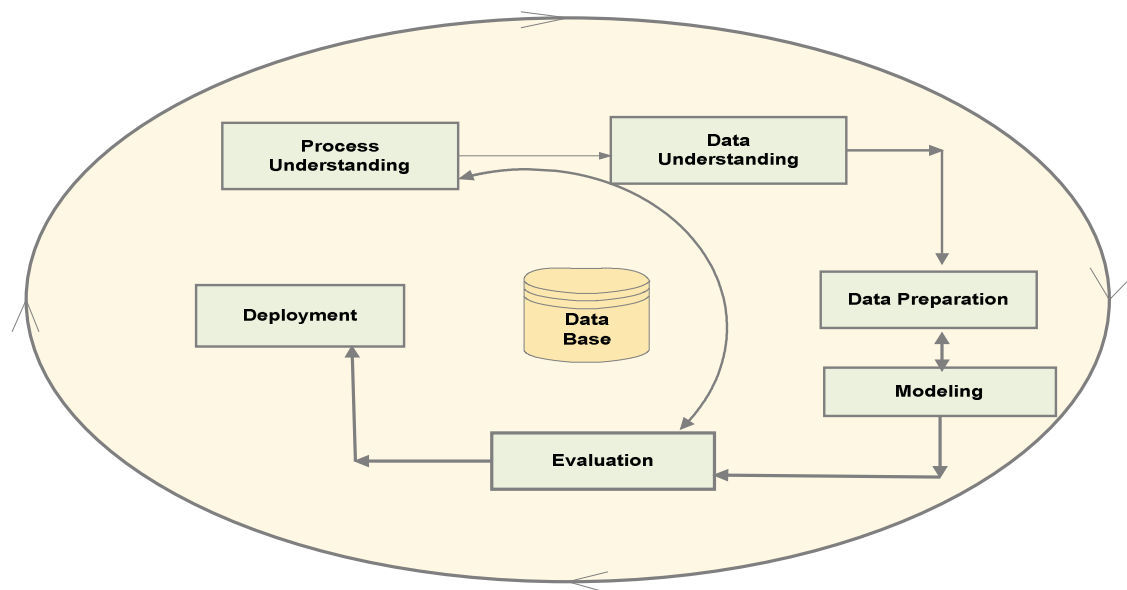 Process
Understanding
Data
Understanding
Data Preparation
Deployment
Data
Base
Modeling
Evaluation